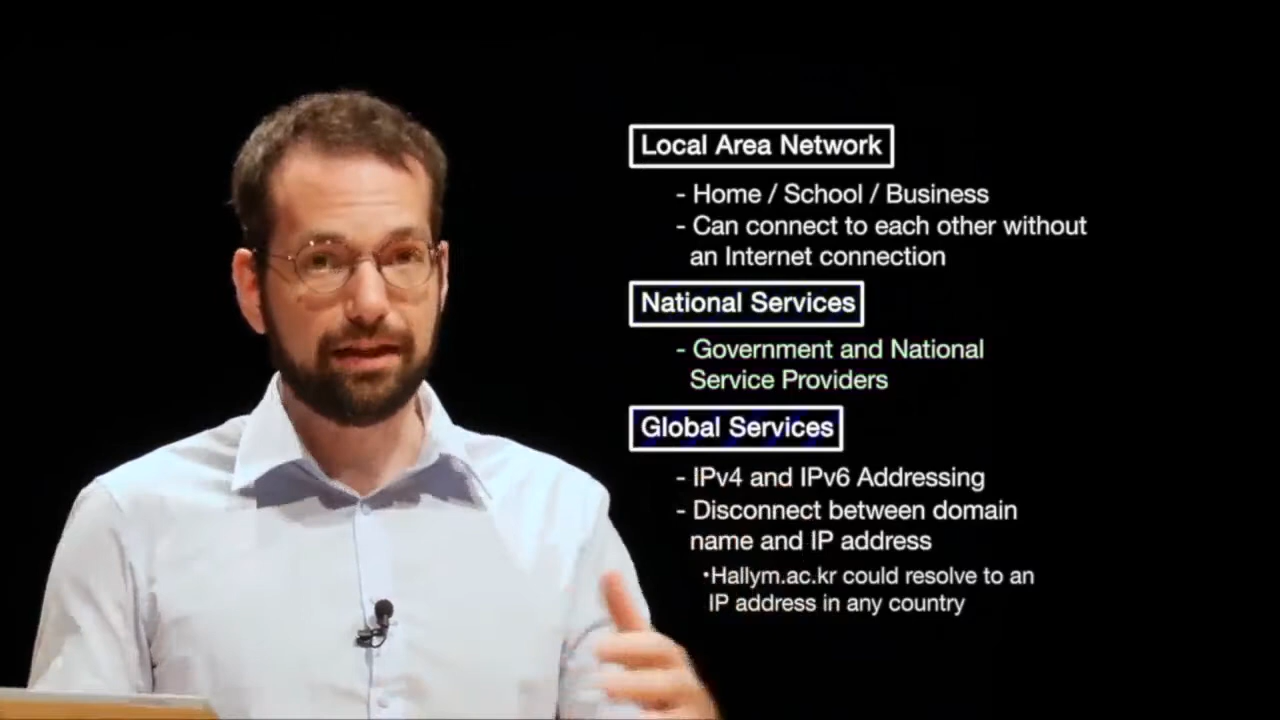 Local Area Network
- Home / School / Business
- Can connect to each other without
an Internet connection
National Services
- Government and National
Service Providers
Global Services
- IPv4 and IPv6 Addressing
- Disconnect between domain
name and IP address
·Hallym.ac.kr could resolve to an
IP address in any country